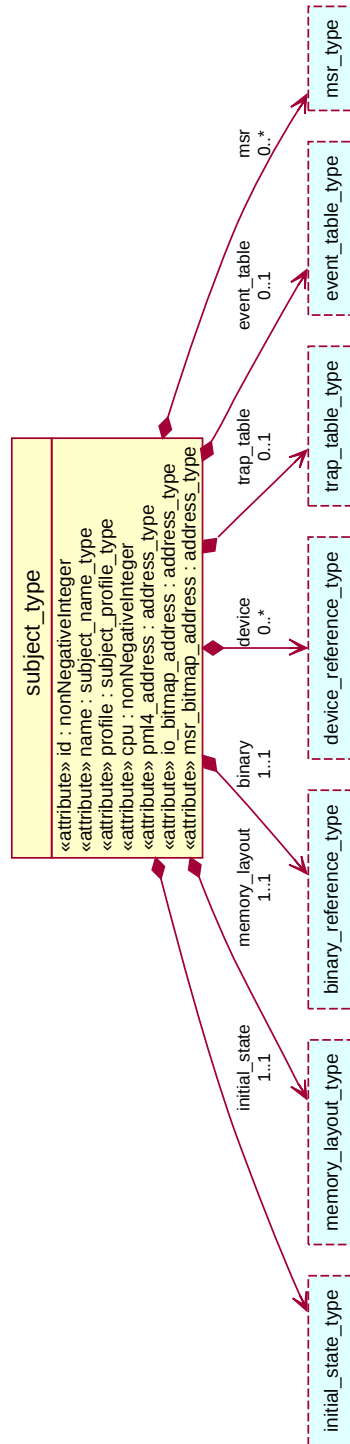 subject_type
«attribute» id : nonNegativeInteger
«attribute» name : subject_name_type
«attribute» profile : subject_profile_type
«attribute» cpu : nonNegativeInteger
«attribute» pml4_address : address_type
«attribute» io_bitmap_address : address_type
«attribute» msr_bitmap_address : address_type
initial_state
1..1
memory_layout
1..1
binary
1..1
device
0..*
trap_table
0..1
event_table
0..1
msr
0..*
initial_state_type
memory_layout_type
binary_reference_type
device_reference_type
trap_table_type
event_table_type
msr_type